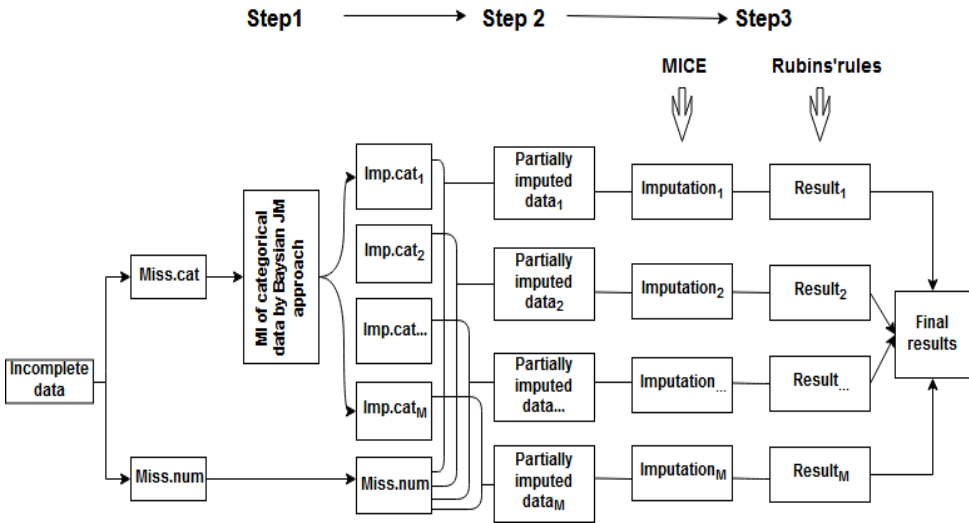 Step1
Step 2
Step3
MICE
Rubins'rules
Incomplete
data
Miss.cat
Miss.num
MI of categorical
data by Baysian JM
approach
Imp.cat1
Imp.cat2
Imp.cat...
Imp.catM
Miss.num
Partially
imputed
data1
Partially
imputed
data2
Partially
imputed
data...
Partially
imputed
dataM
Imputation1
Imputation2
Imputation...
ImputationM
Result1
Result2
Result...
ResultM
Final
results